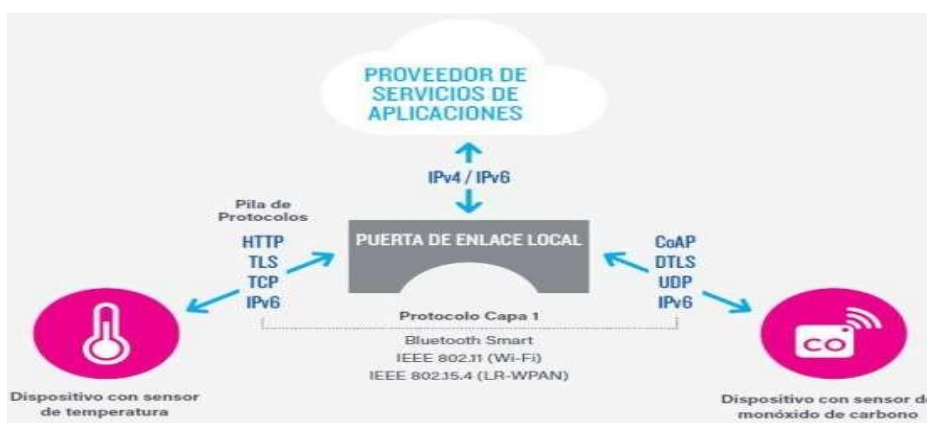 PROVEEDOR DE
SERVICIOS DE
APLICACIONES
IPv4 / IPv6
Pila de
Protocolos
HTTP
TLS
TCP
IPv6
PUERTA DE ENLACE LOCAL
CoAP
DTLS
UDP
IPv6
Protocolo Capa 1
Bluetooth Smart
IEEE 802.11 (Wi-Fi)
IEEE 802.15.4 (LR-WPAN)
Dispositivo con sensor
de temperatura
CO
Dispositivo con sensor de
monóxido de carbono